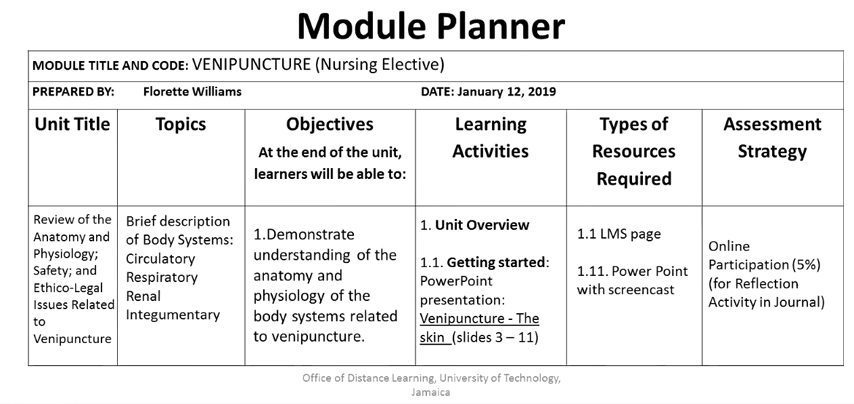 Module Planner
MODULE TITLE AND CODE: VENIPUNCTURE (Nursing Elective)
PREPARED BY: Florette Williams DATE: January 12, 2019
Unit Title
Topics
Objectives
At the end of the unit,
learners will be able to:
Learning
Activities
Types of
Resources
Required
Assessment
Strategy
Review of the
Anatomy and
Physiology;
Safety; and
Ethico-Legal
Issues Related
to
Venipuncture
Brief description
of Body Systems:
Circulatory
Respiratory
Renal
Integumentary
1.Demonstrate
understanding of the
anatomy and
physiology of the
body systems related
to venipuncture.
1. Unit Overview
1.1. Getting started:
PowerPoint
presentation:
Venipuncture - The
skin (slides 3 – 11)
1.1 LMS page
1.11. Power Point
with screencast
Online
Participation (5%)
(for Reflection
Activity in Journal)
Office of Distance Learning, University of Technology,
Jamaica